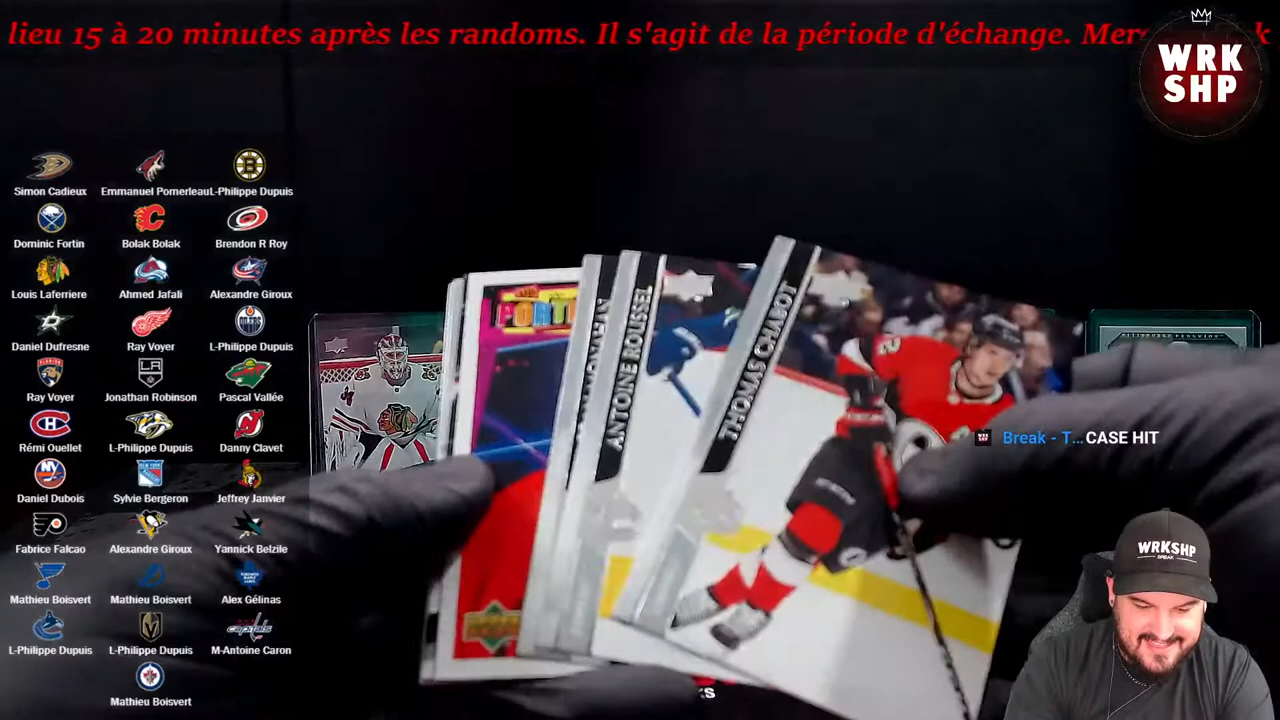 lieu 15 à 20 minutes après les randoms. Il s'agit de la période d'échange.
WRK
SHP
Simon Cadieux Emmanuel Pomerleau L-Philippe Dupuis
Dominic Fortin Bolak Bolak Brendon R Roy
Louis Laferriere Ahmed Jafali Alexandre Giroux
Daniel Dufresne Ray Voyer L-Philippe Dupuis
Ray Voyer Jonathan Robinson Pascal Vallée
Rémi Ouellet L-Philippe Dupuis Danny Clavet
Daniel Dubois Sylvie Bergeron Jeffrey Janvier
Fabrice Falcao Alexandre Giroux Yannick Belzile
Mathieu Boisvert Mathieu Boisvert Alex Gélinas
L-Philippe Dupuis L-Philippe Dupuis M-Antoine Caron
Mathieu Boisvert
ANTOINE ROUSSEL
THOMAS CHABOT
Break - T... CASE HIT
WRKSHP
BREAK